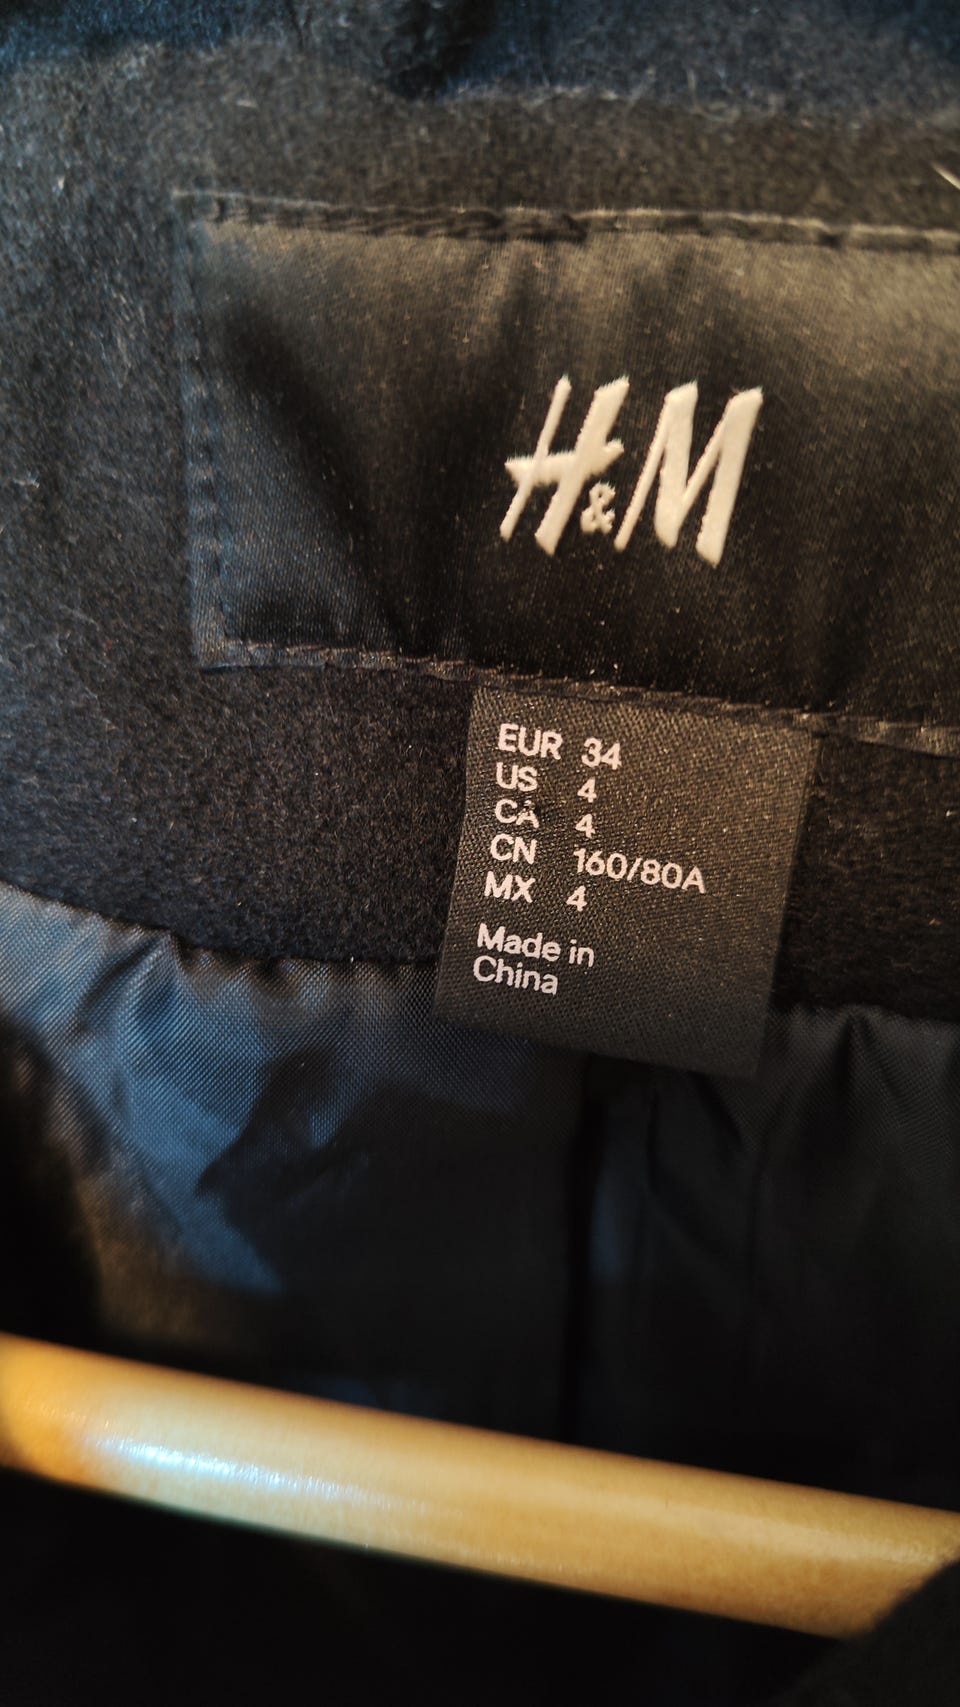 H&M
EUR 34
US 4
CA 4
CN 160/80A
MX 4
Made in
China